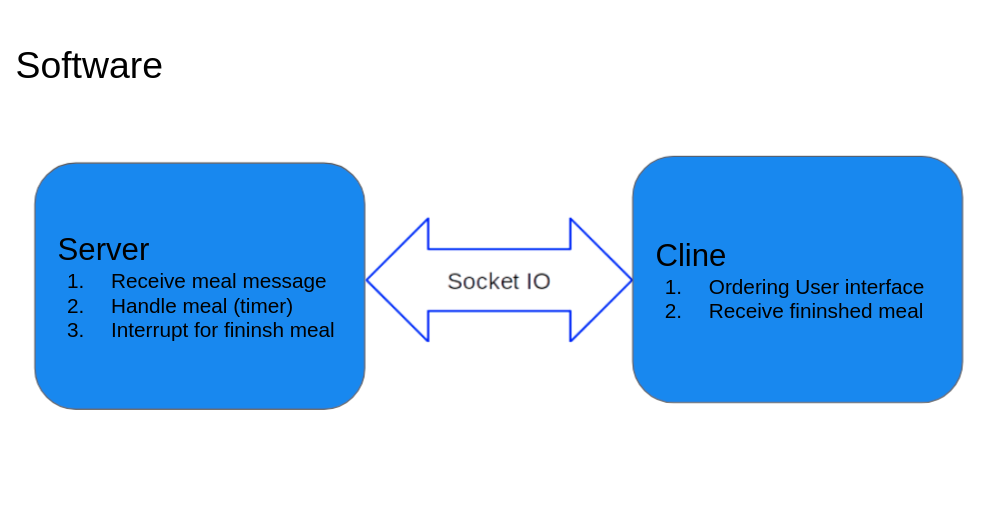 Software
Server
1. Receive meal message
2. Handle meal (timer)
3. Interrupt for fininsh meal
Socket IO
Cline
1. Ordering User interface
2. Receive fininshed meal